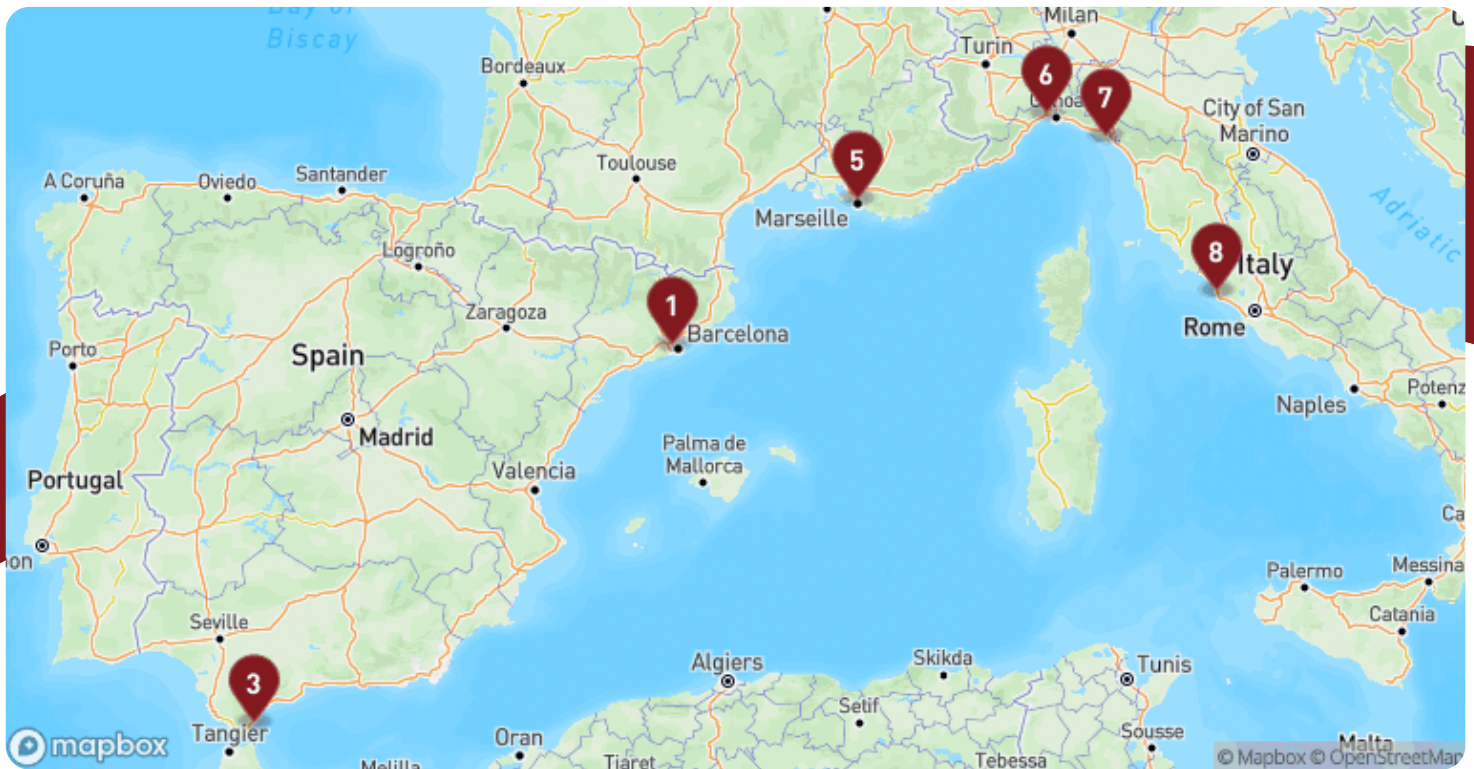 Bay of
Biscay
Milan
Turin
Bordeaux
6
7
City of San
Marino
5
Toulouse
A Coruña
Oviedo
Santander
Marseille
Adriatic
Logroño
8
Italy
1
Zaragoza
Barcelona
Rome
Porto
Spain
Madrid
Naples
Palma de
Mallorca
Valencia
Portugal
Palermo
Messina
Catania
Seville
Algiers
Skikda
Tunis
3
Setif
Tangier
Oran
Sousse
Malta
mapbox
© Mapbox © OpenStreetMap
Tiaret
Tebessa
Melilla